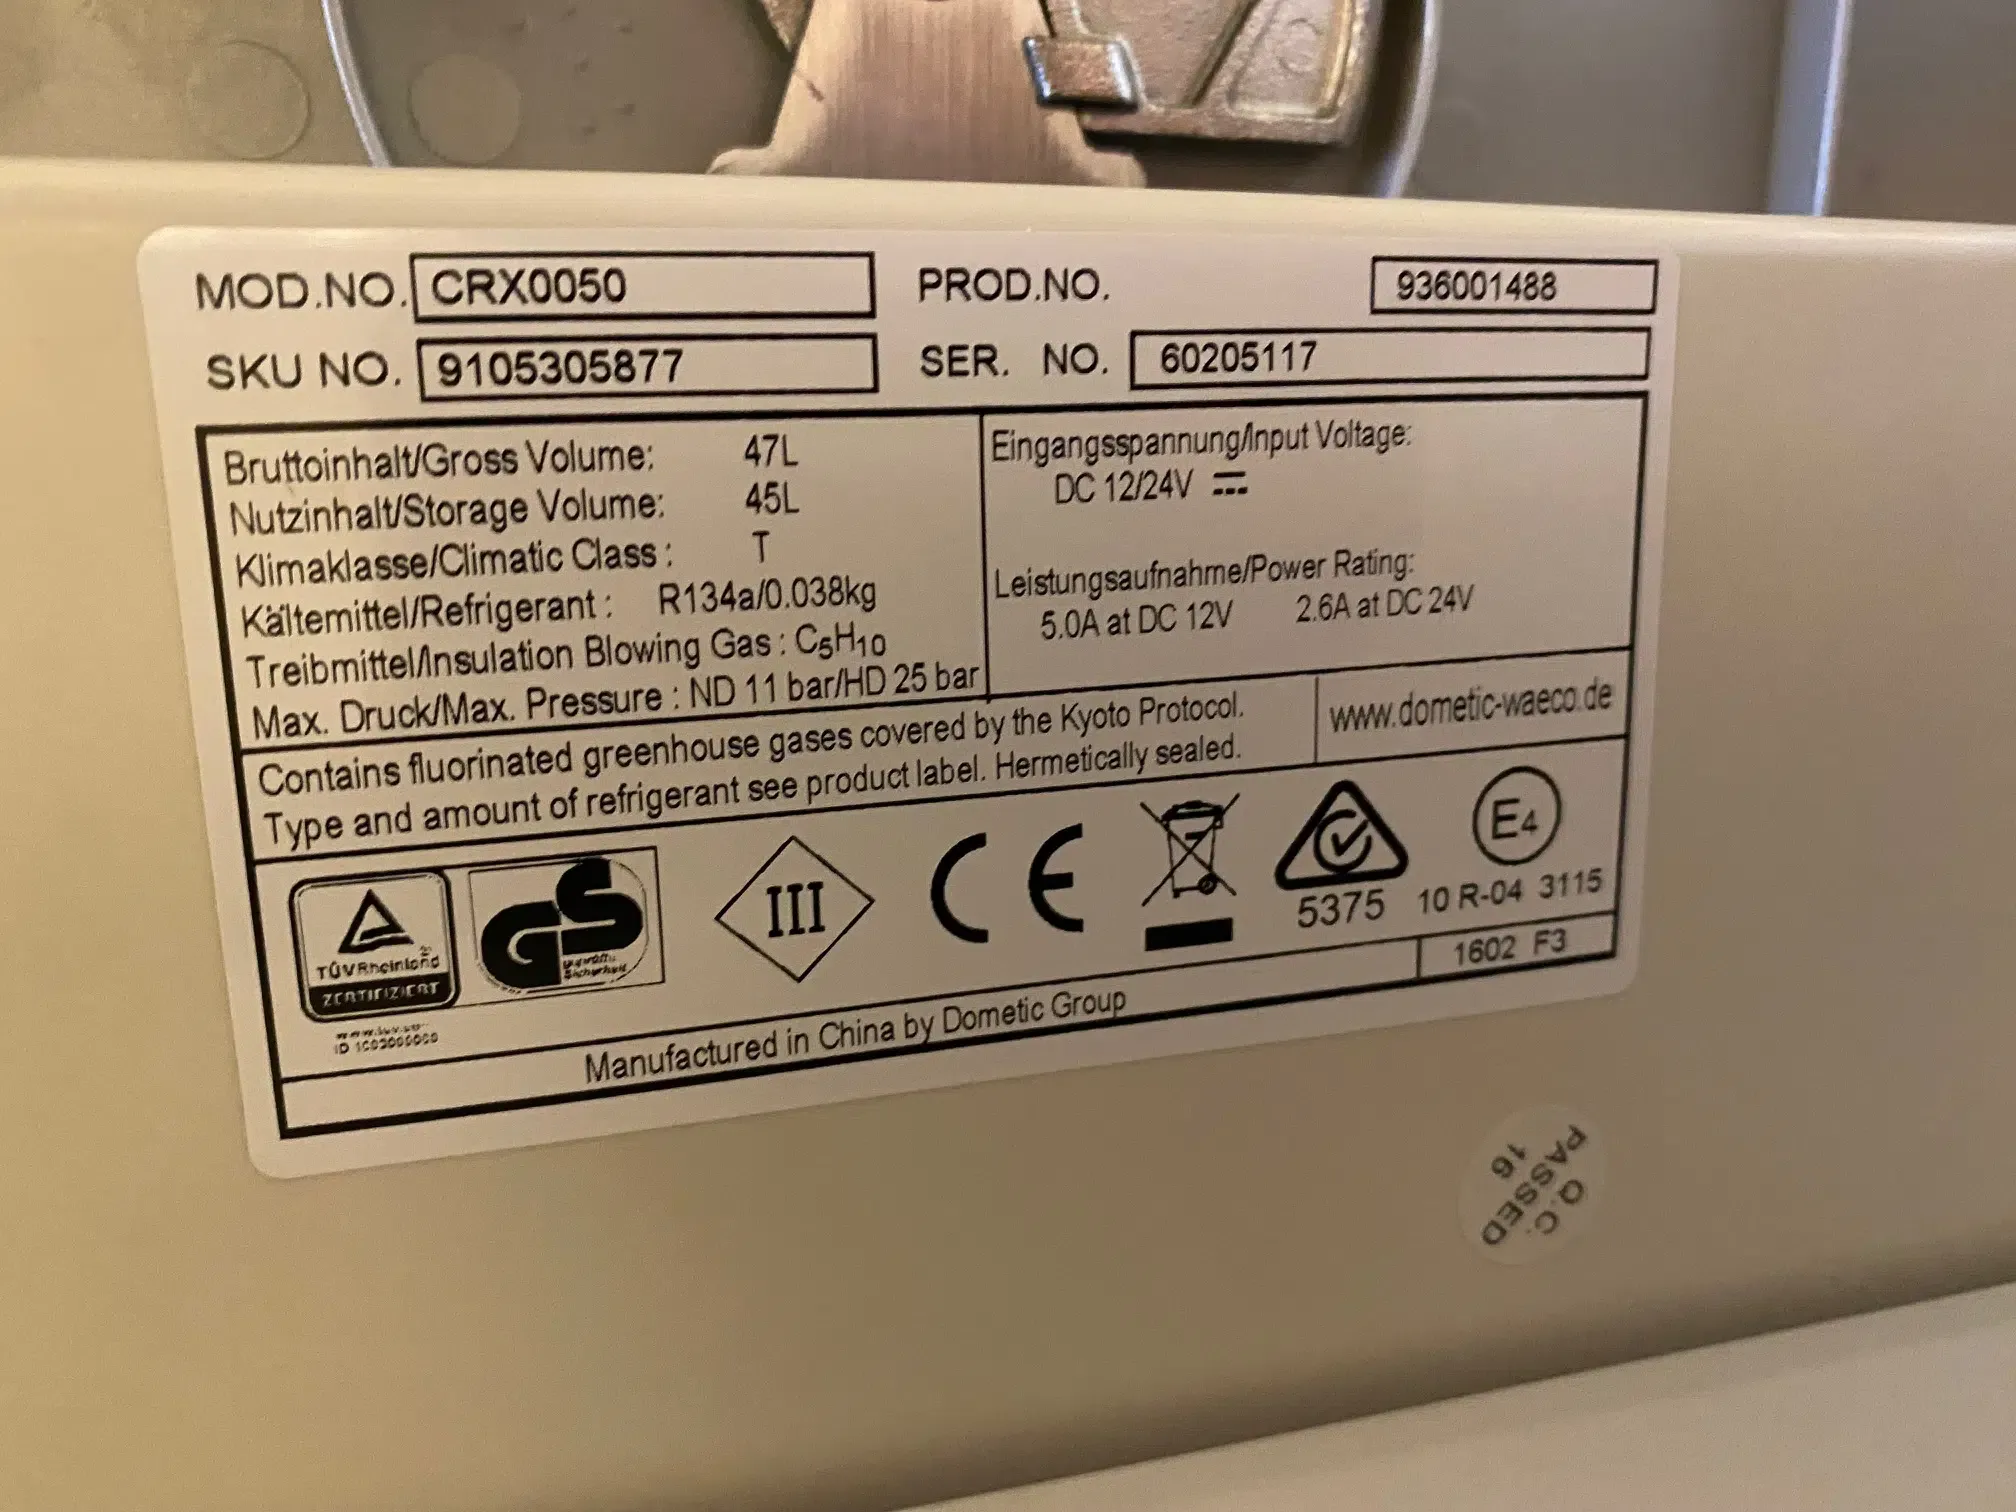 MOD.NO. CRX0050
PROD.NO. 936001488
SKU NO. 9105305877
SER. NO. 60205117
Bruttoinhalt/Gross Volume: 47L
Nutzinhalt/Storage Volume: 45L
Klimaklasse/Climatic Class : T
Kältemittel/Refrigerant : R134a/0.038kg
Treibmittel/Insulation Blowing Gas : C5H10
Max. Druck/Max. Pressure : ND 11 bar/HD 25 bar
Eingangsspannung/Input Voltage:
DC 12/24V
Leistungsaufnahme/Power Rating:
5.0A at DC 12V 2.6A at DC 24V
Contains fluorinated greenhouse gases covered by the Kyoto Protocol.
Type and amount of refrigerant see product label. Hermetically sealed.
www.dometic-waeco.de
TÜVRheinland
ZERTIFIZIERT
GS
geprüfte
Sicherheit
III
CE
5375
E4
10 R-04 3115
1602 F3
Manufactured in China by Dometic Group
Q.C.
PASSED
16